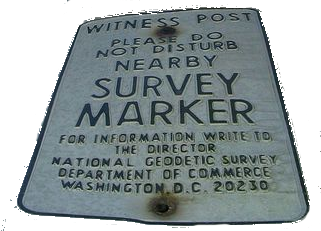 WITNESS POST
PLEASE DO
NOT DISTURB
NEARBY
SURVEY
MARKER
FOR INFORMATION WRITE TO
THE DIRECTOR
NATIONAL GEODETIC SURVEY
DEPARTMENT OF COMMERCE
WASHINGTON, D.C. 20230